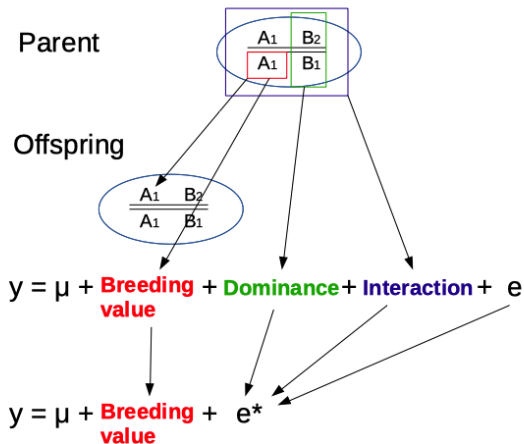 Parent
A1 B2
A1 B1
Offspring
A1 B2
A1 B1
y = μ + Breeding value + Dominance + Interaction + e
y = μ + Breeding value + e*